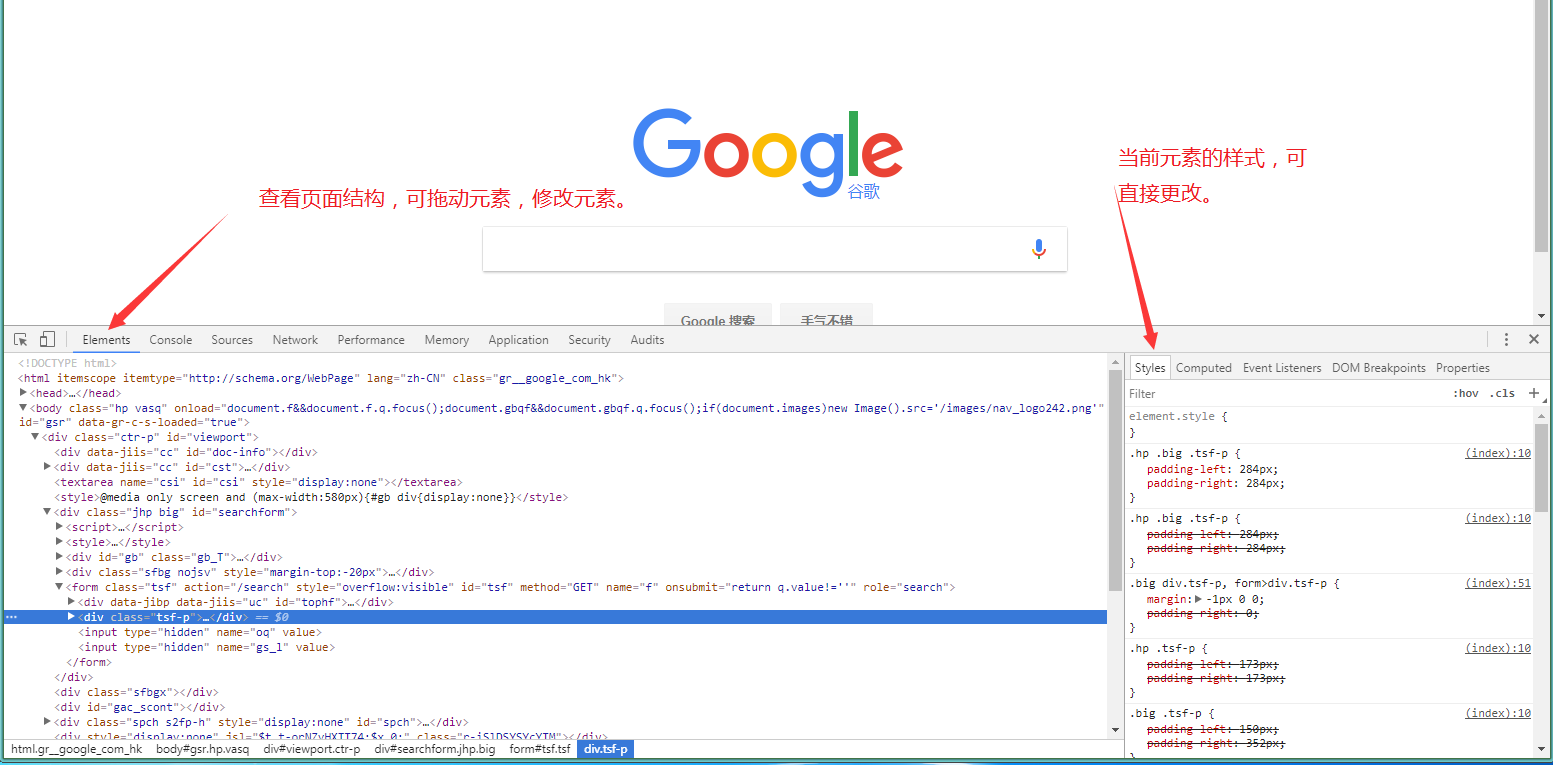 Google
谷歌
当前元素的样式，可
直接更改。
查看页面结构，可拖动元素，修改元素。
Google 搜索 手气不错
Elements Console Sources Network Performance Memory Application Security Audits
<!DOCTYPE html>
<html itemscope itemtype="http://schema.org/WebPage" lang="zh-CN" class="gr__google_com_hk">
<head>…</head>
<body class="hp vasq" onload="document.f&&document.f.q.focus();document.gbqf&&document.gbqf.q.focus();if(document.images)new Image().src='/images/nav_logo242.png'"
id="gsr" data-gr-c-s-loaded="true">
<div class="ctr-p" id="viewport">
<div data-jiis="cc" id="doc-info"></div>
<div data-jiis="cc" id="cst">…</div>
<textarea name="csi" id="csi" style="display:none"></textarea>
<style>@media only screen and (max-width:580px){#gb div{display:none}}</style>
<div class="jhp big" id="searchform">
<script>…</script>
<style>…</style>
<div id="gb" class="gb_T">…</div>
<div class="sfbg nojsv" style="margin-top:-20px">…</div>
<form class="tsf" action="/search" style="overflow:visible" id="tsf" method="GET" name="f" onsubmit="return q.value!=''" role="search">
<div data-jibp data-jiis="uc" id="tophf">…</div>
<div class="tsf-p">…</div> == $0
<input type="hidden" name="oq" value>
<input type="hidden" name="gs_l" value>
</form>
</div>
<div class="sfbgx"></div>
<div id="gac_scont"></div>
<div class="spch s2fp-h" style="display:none" id="spch">…</div>
html.gr__google_com_hk body#gsr.hp.vasq div#viewport.ctr-p div#searchform.jhp.big form#tsf.tsf div.tsf-p
Styles Computed Event Listeners DOM Breakpoints Properties
Filter :hov .cls +
element.style {
}
.hp .big .tsf-p { (index):10
padding-left: 284px;
padding-right: 284px;
}
.hp .big .tsf-p { (index):10
padding-left: 284px;
padding-right: 284px;
}
.big div.tsf-p, form>div.tsf-p { (index):51
margin: -1px 0 0;
padding-right: 0;
}
.hp .tsf-p { (index):10
padding-left: 173px;
padding-right: 173px;
}
.big .tsf-p { (index):10
padding-left: 150px;
padding-right: 352px;
}